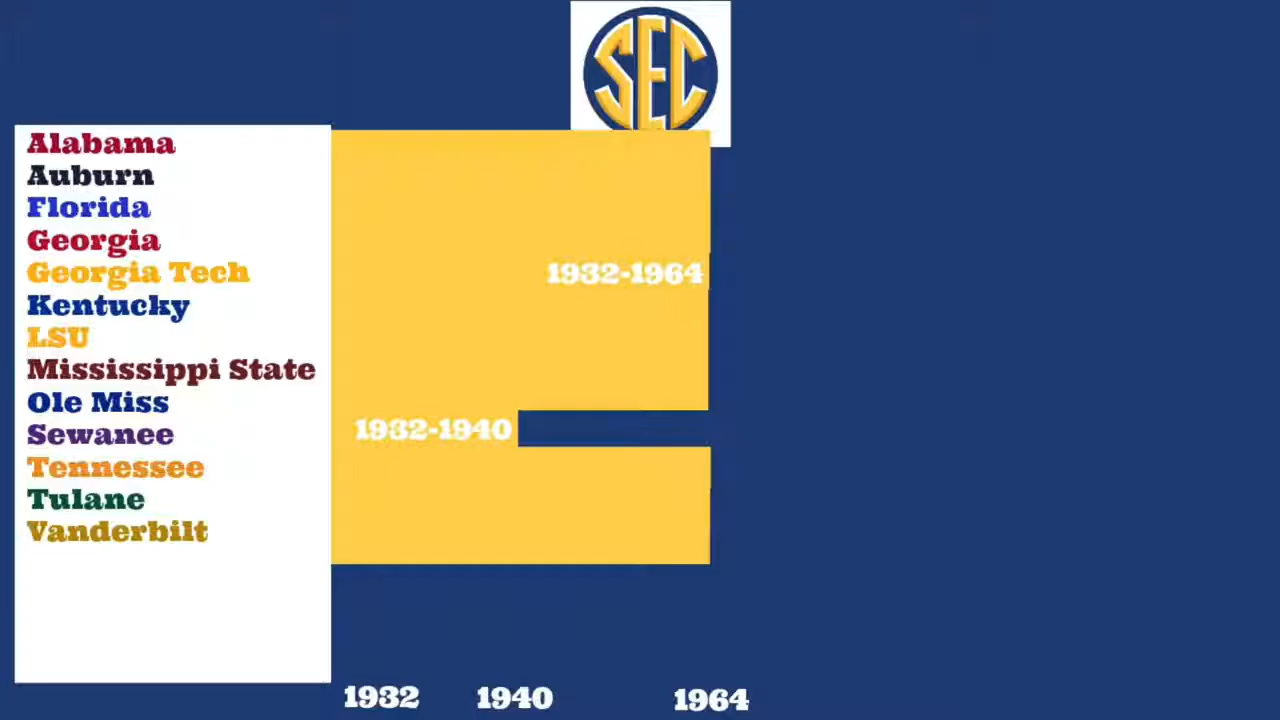 SEC
Alabama
Auburn
Florida
Georgia
Georgia Tech 1932-1964
Kentucky
LSU
Mississippi State
Ole Miss
Sewanee 1932-1940
Tennessee
Tulane
Vanderbilt
1932 1940 1964